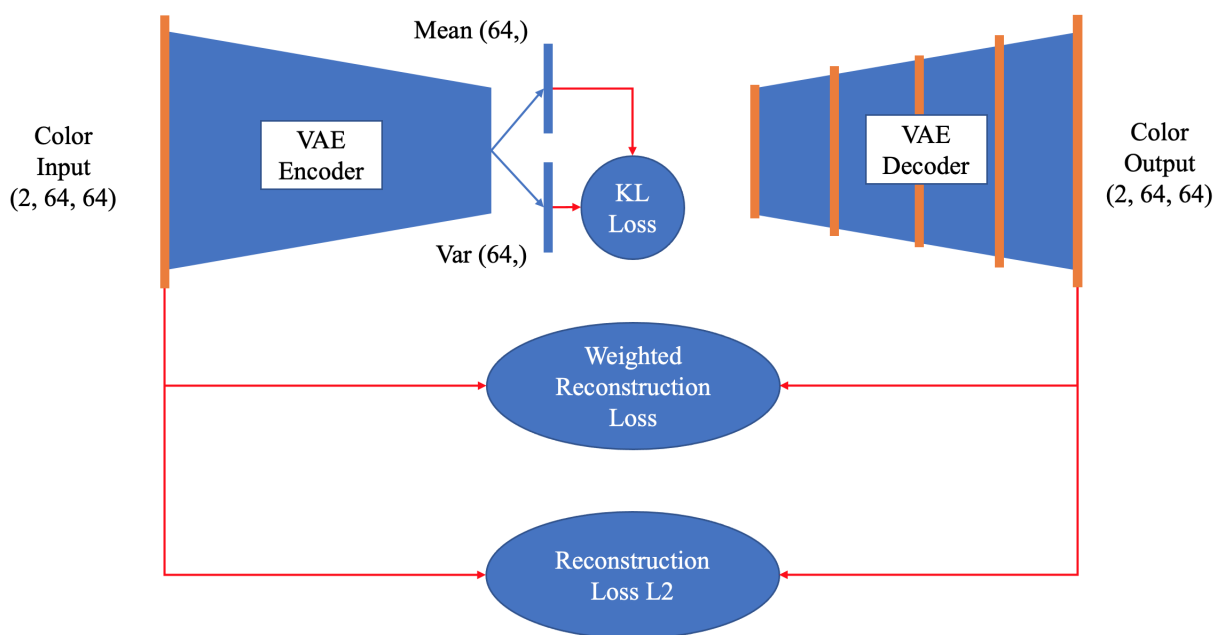 Mean (64,)
Color
Input
(2, 64, 64)
VAE
Encoder
KL
Loss
VAE
Decoder
Color
Output
(2, 64, 64)
Var (64,)
Weighted
Reconstruction
Loss
Reconstruction
Loss L2